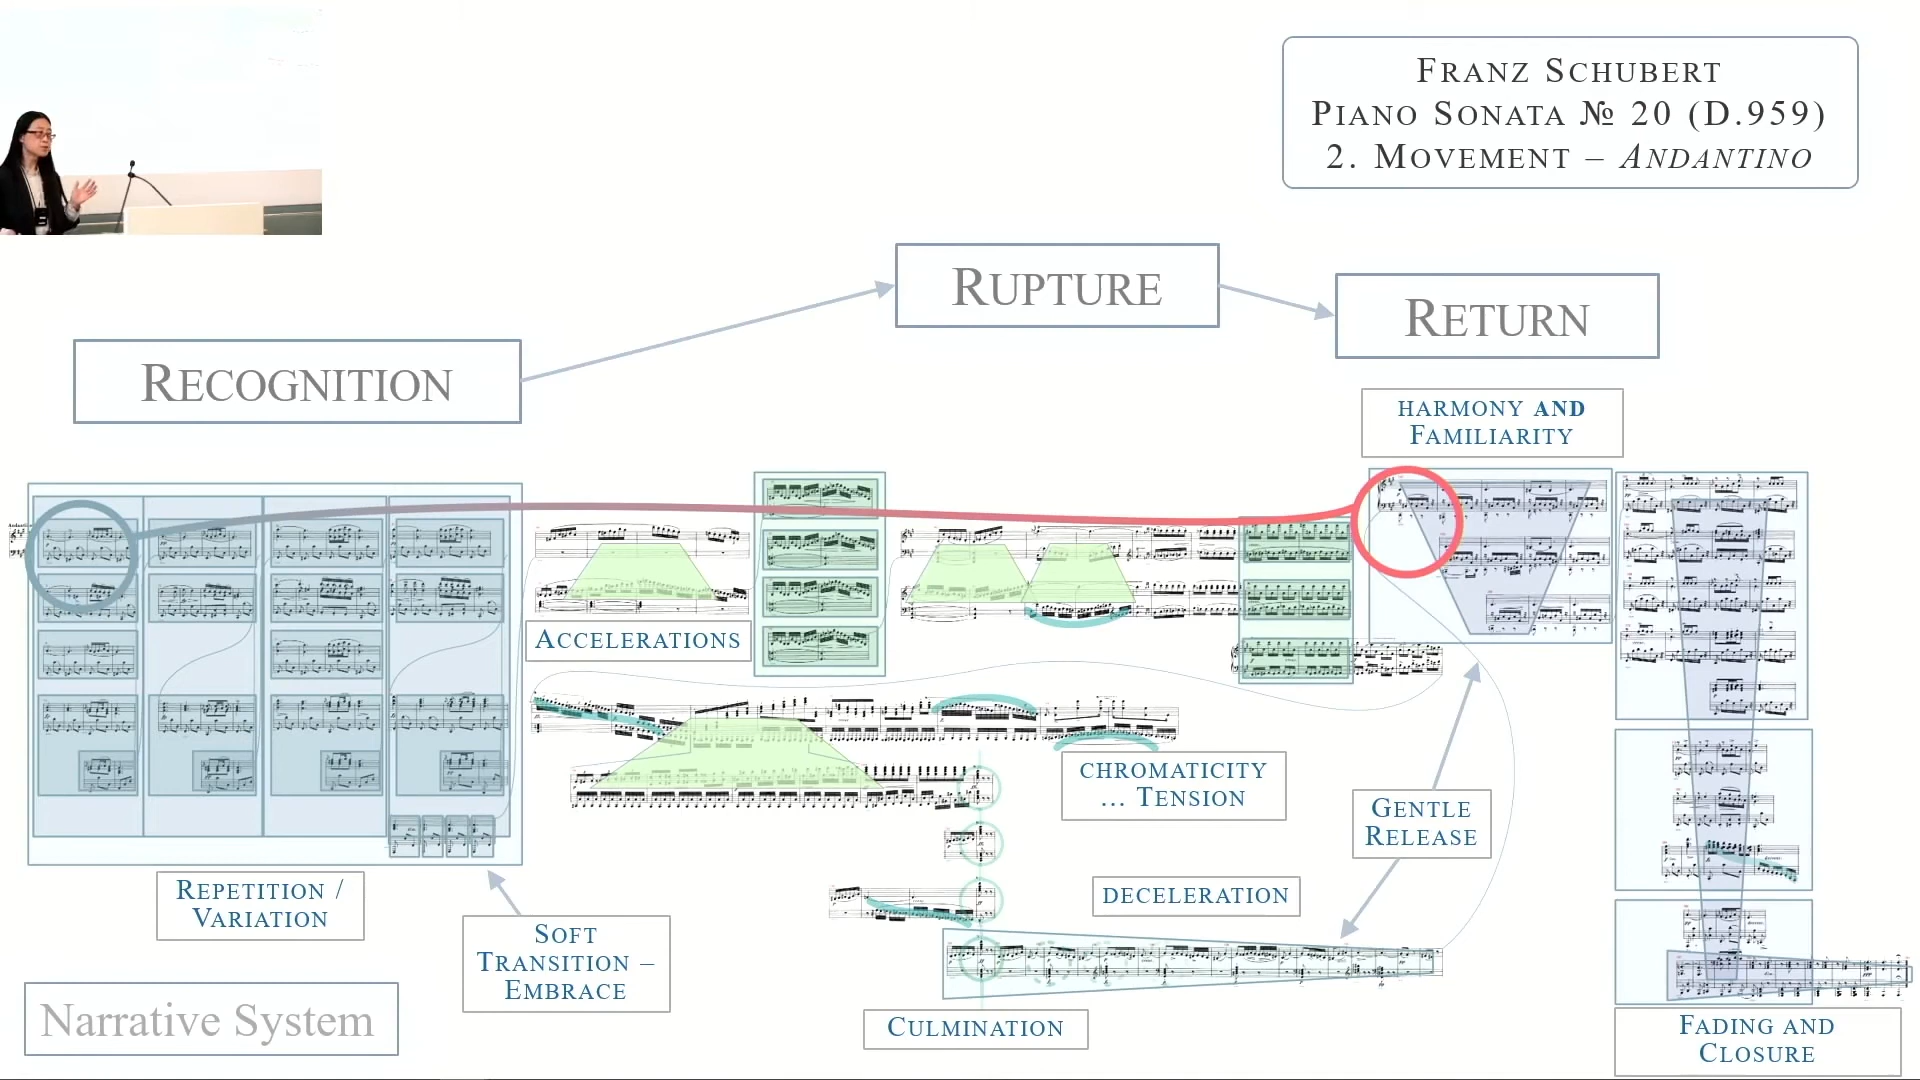 FRANZ SCHUBERT
PIANO SONATA № 20 (D.959)
2. MOVEMENT – ANDANTINO
RUPTURE
RETURN
RECOGNITION
HARMONY AND
FAMILIARITY
ACCELERATIONS
CHROMATICITY
... TENSION
GENTLE
RELEASE
REPETITION /
VARIATION
DECELERATION
SOFT
TRANSITION –
EMBRACE
Narrative System
CULMINATION
FADING AND
CLOSURE